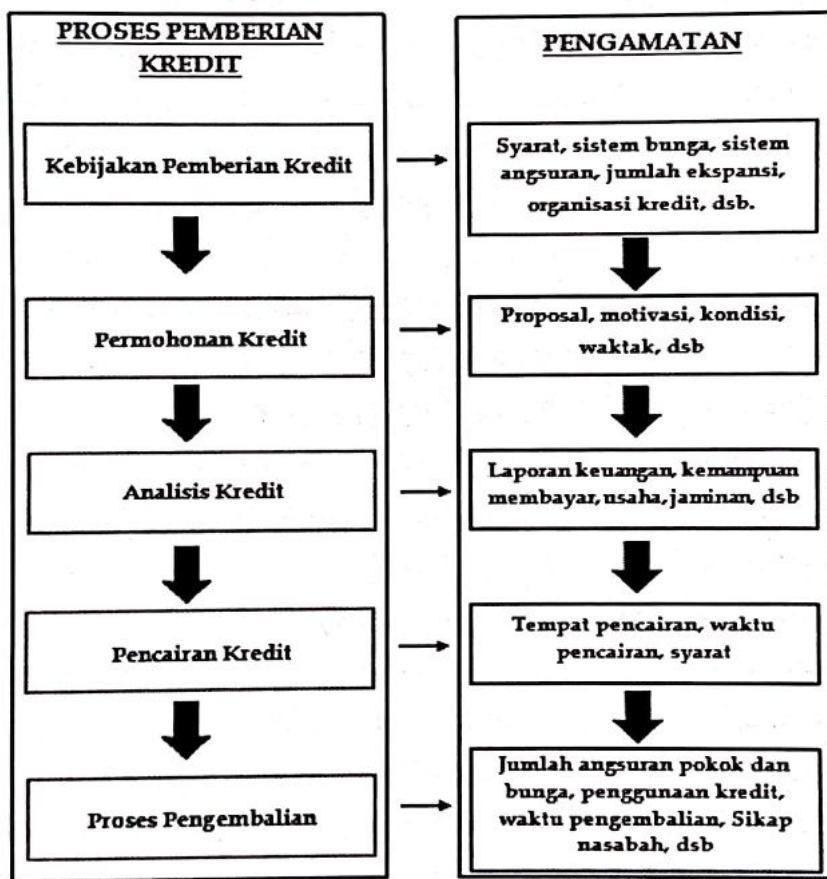 PROSES PEMBERIAN
KREDIT
Kebijakan Pemberian Kredit
Permohonan Kredit
Analisis Kredit
Pencairan Kredit
Proses Pengembalian
PENGAMATAN
Syarat, sistem bunga, sistem
angsuran, jumlah ekspansi,
organisasi kredit, dsb.
Proposal, motivasi, kondisi,
waktak, dsb
Laporan keuangan, kemampuan
membayar, usaha, jaminan, dsb
Tempat pencairan, waktu
pencairan, syarat
Jumlah angsuran pokok dan
bunga, penggunaan kredit,
waktu pengembalian, Sikap
nasabah, dsb